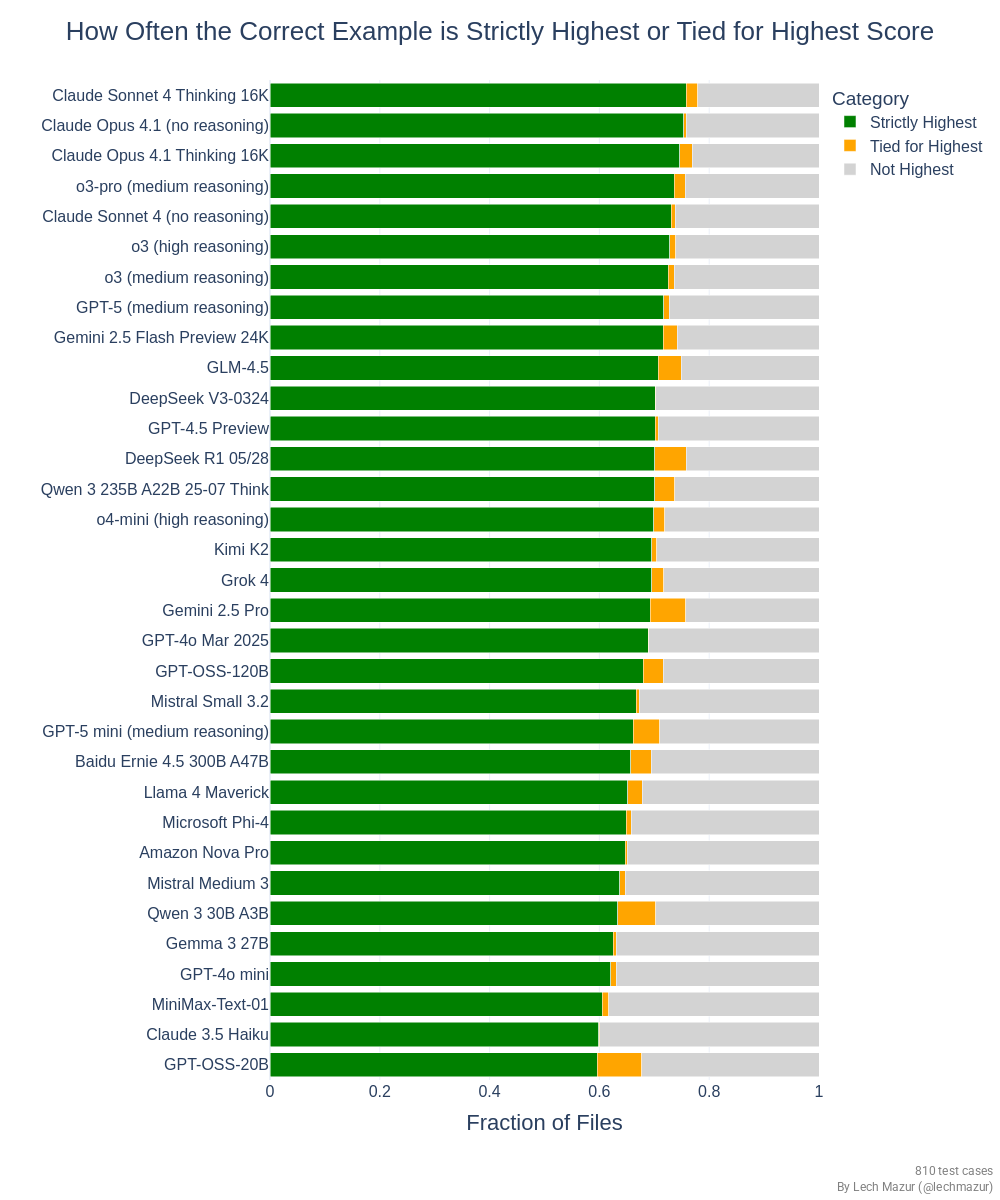 How Often the Correct Example is Strictly Highest or Tied for Highest Score
Category
Strictly Highest
Tied for Highest
Not Highest
Claude Sonnet 4 Thinking 16K
Claude Opus 4.1 (no reasoning)
Claude Opus 4.1 Thinking 16K
o3-pro (medium reasoning)
Claude Sonnet 4 (no reasoning)
o3 (high reasoning)
o3 (medium reasoning)
GPT-5 (medium reasoning)
Gemini 2.5 Flash Preview 24K
GLM-4.5
DeepSeek V3-0324
GPT-4.5 Preview
DeepSeek R1 05/28
Qwen 3 235B A22B 25-07 Think
o4-mini (high reasoning)
Kimi K2
Grok 4
Gemini 2.5 Pro
GPT-4o Mar 2025
GPT-OSS-120B
Mistral Small 3.2
GPT-5 mini (medium reasoning)
Baidu Ernie 4.5 300B A47B
Llama 4 Maverick
Microsoft Phi-4
Amazon Nova Pro
Mistral Medium 3
Qwen 3 30B A3B
Gemma 3 27B
GPT-4o mini
MiniMax-Text-01
Claude 3.5 Haiku
GPT-OSS-20B
0 0.2 0.4 0.6 0.8 1
Fraction of Files
810 test cases
By Lech Mazur (@lechmazur)